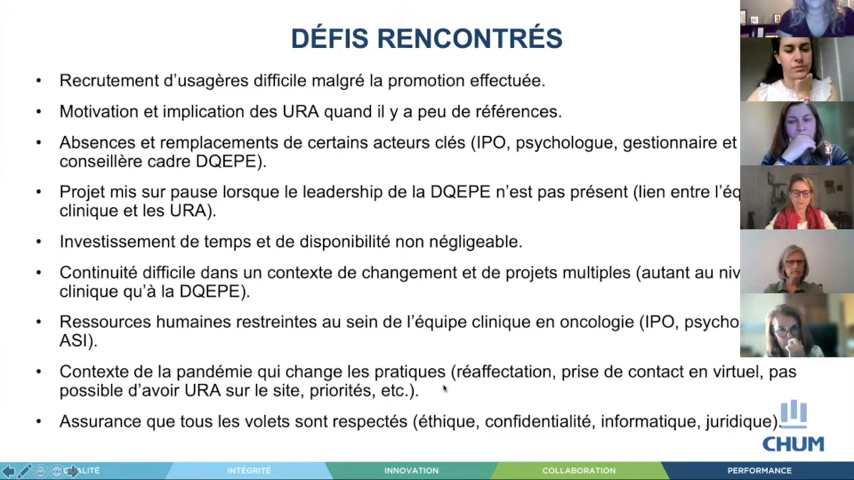 DÉFIS RENCONTRÉS
• Recrutement d’usagères difficile malgré la promotion effectuée.
• Motivation et implication des URA quand il y a peu de références.
• Absences et remplacements de certains acteurs clés (IPO, psychologue, gestionnaire et
conseillère cadre DQEPE).
• Projet mis sur pause lorsque le leadership de la DQEPE n’est pas présent (lien entre l’éq
clinique et les URA).
• Investissement de temps et de disponibilité non négligeable.
• Continuité difficile dans un contexte de changement et de projets multiples (autant au niv
clinique qu’à la DQEPE).
• Ressources humaines restreintes au sein de l’équipe clinique en oncologie (IPO, psycho
ASI).
• Contexte de la pandémie qui change les pratiques (réaffectation, prise de contact en virtuel, pas
possible d’avoir URA sur le site, priorités, etc.).
• Assurance que tous les volets sont respectés (éthique, confidentialité, informatique, juridique).
CHUM
ALITÉ INTÉGRITÉ INNOVATION COLLABORATION PERFORMANCE